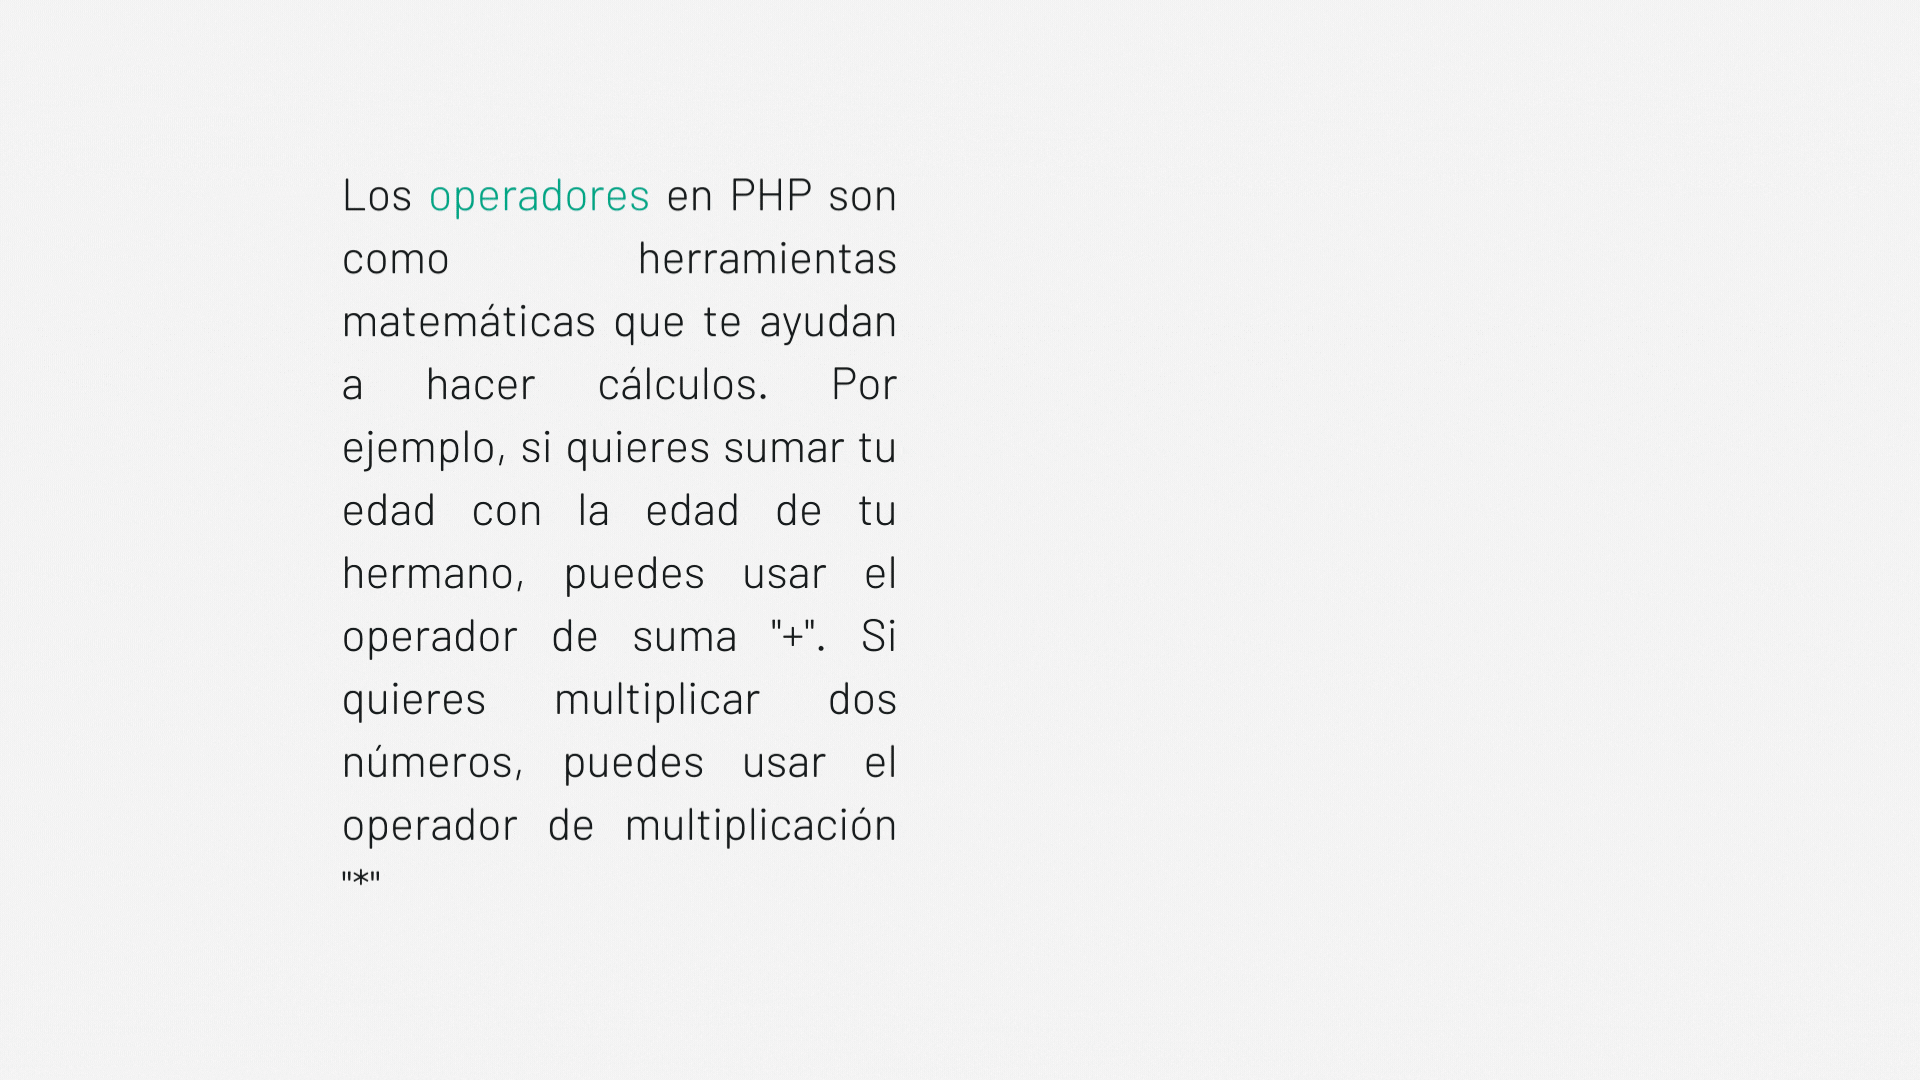 Los operadores en PHP son
como herramientas
matemáticas que te ayudan
a hacer cálculos. Por
ejemplo, si quieres sumar tu
edad con la edad de tu
hermano, puedes usar el
operador de suma "+". Si
quieres multiplicar dos
números, puedes usar el
operador de multiplicación
"*"